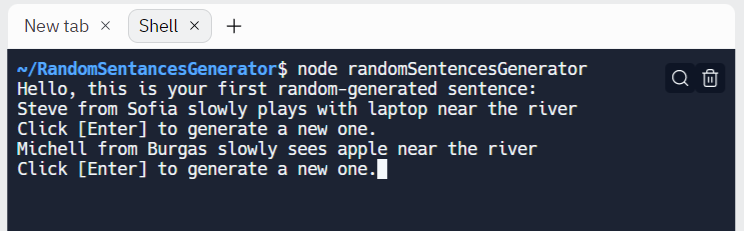 New tab × Shell × +
~/RandomSentancesGenerator$ node randomSentencesGenerator
Hello, this is your first random-generated sentence:
Steve from Sofia slowly plays with laptop near the river
Click [Enter] to generate a new one.
Michell from Burgas slowly sees apple near the river
Click [Enter] to generate a new one.